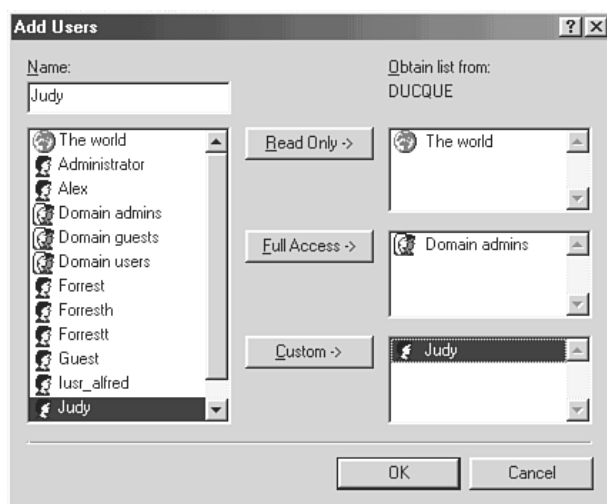 Add Users
Name:
Judy
Obtain list from:
DUCQUE
The world
Administrator
Alex
Domain admins
Domain guests
Domain users
Forrest
Forresth
Forrestt
Guest
Iusr_alfred
Judy
Read Only ->
The world
Full Access ->
Domain admins
Custom ->
Judy
OK
Cancel